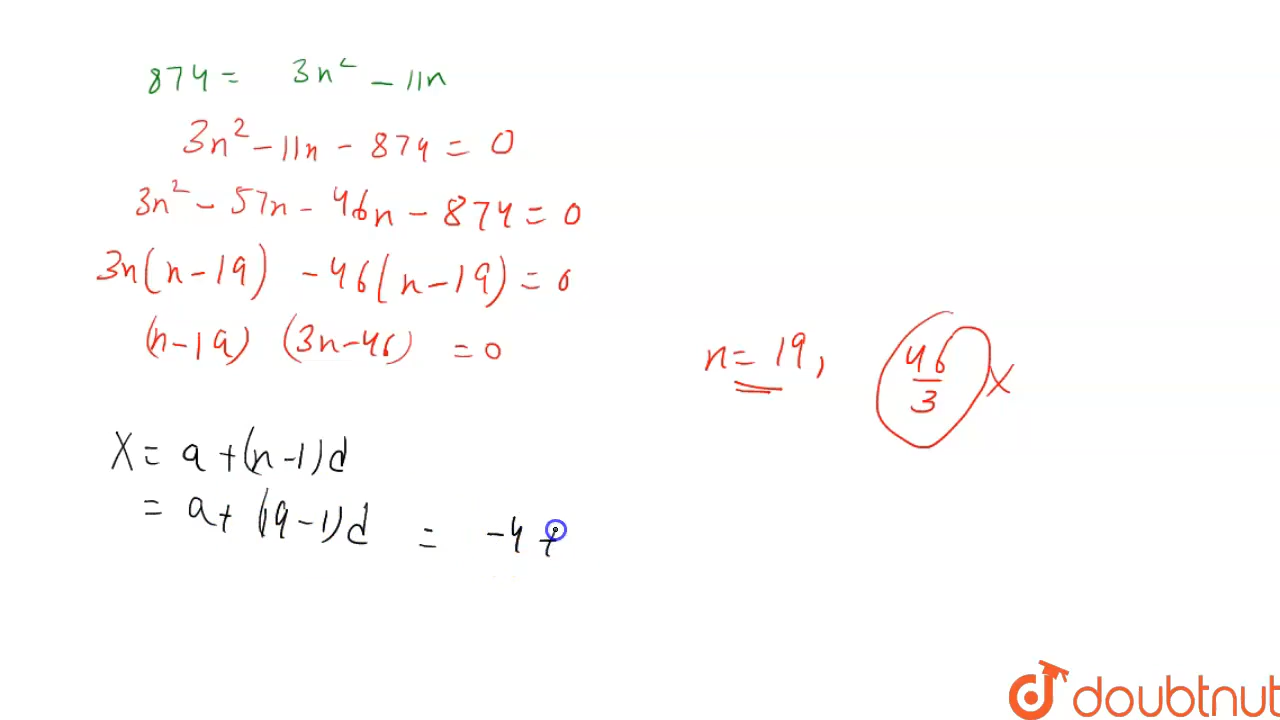 874 = 3n² - 11n
3n² - 11n - 874 = 0
3n² - 57n - 46n - 874 = 0
3n(n-19) - 46(n-19) = 0
(n-19) (3n-46) = 0
n = 19, 46/3 X
X = a + (n-1)d
= a + (19-1)d = -4 +
doubtnut